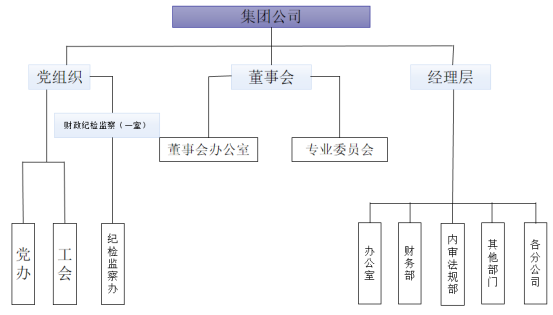 集团公司
党组织
董事会
经理层
财政纪检监察（一室）
董事会办公室
专业委员会
党办
工会
纪检监察办
办公室
财务部
内审法规部
其他部门
各分公司